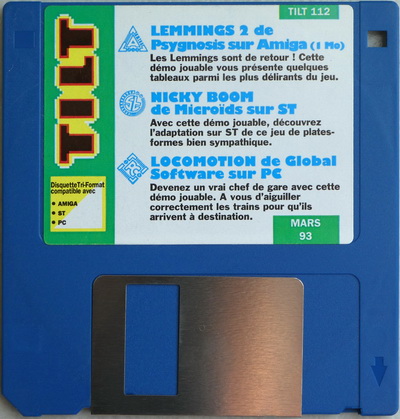 TILT 112
TILT
LEMMINGS 2 de
Psygnosis sur Amiga (1 Mo)
Les Lemmings sont de retour ! Cette
démo jouable vous présente quelques
tableaux parmi les plus délirants du jeu.
NICKY BOOM
de Microïds sur ST
Avec cette démo jouable, découvrez
l'adaptation sur ST de ce jeu de plates-
formes bien sympathique.
LOCOMOTION de Global
Software sur PC
Devenez un vrai chef de gare avec cette
démo jouable. A vous d'aiguiller
correctement les trains pour qu'ils
arrivent à destination.
DisquetteTri-Format
compatible avec
• AMIGA
• ST
• PC
MARS
93